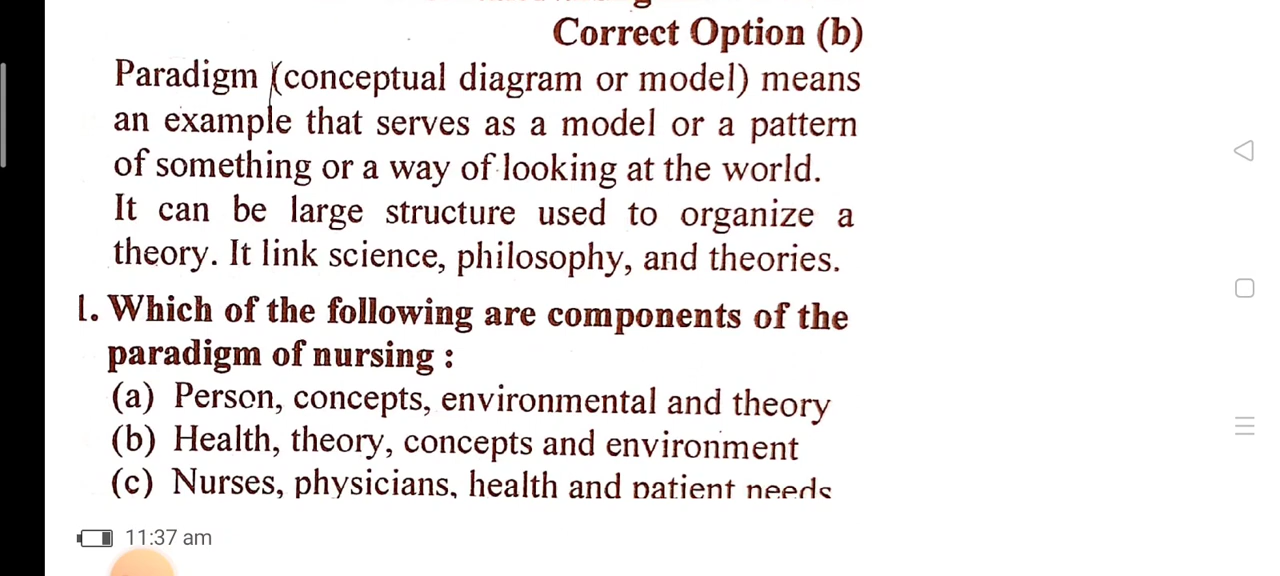 Correct Option (b)
Paradigm (conceptual diagram or model) means
an example that serves as a model or a pattern
of something or a way of looking at the world.
It can be large structure used to organize a
theory. It link science, philosophy, and theories.
1. Which of the following are components of the
paradigm of nursing :
(a) Person, concepts, environmental and theory
(b) Health, theory, concepts and environment
(c) Nurses, physicians, health and patient needs
11:37 am